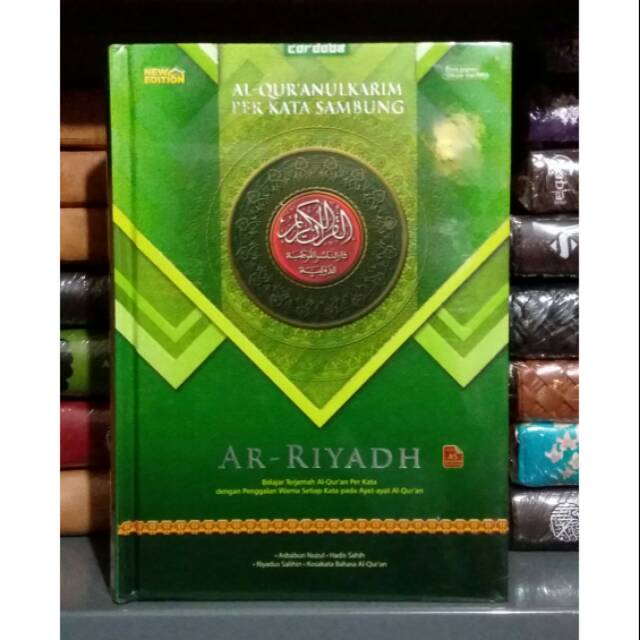 Cordoba
NEW
EDITION
AL-QUR'ANULKARIM
PER KATA SAMBUNG
القرآن الكريم
AR-RIYADH
A5
Belajar Terjemah Al-Qur'an Per Kata
dengan Penggalan Warna Setiap Kata pada Ayat-ayat Al-Qur'an
• Asbabun Nuzul • Hadis Sahih
• Riyadus Salihin • Kosakata Bahasa Al-Qur'an